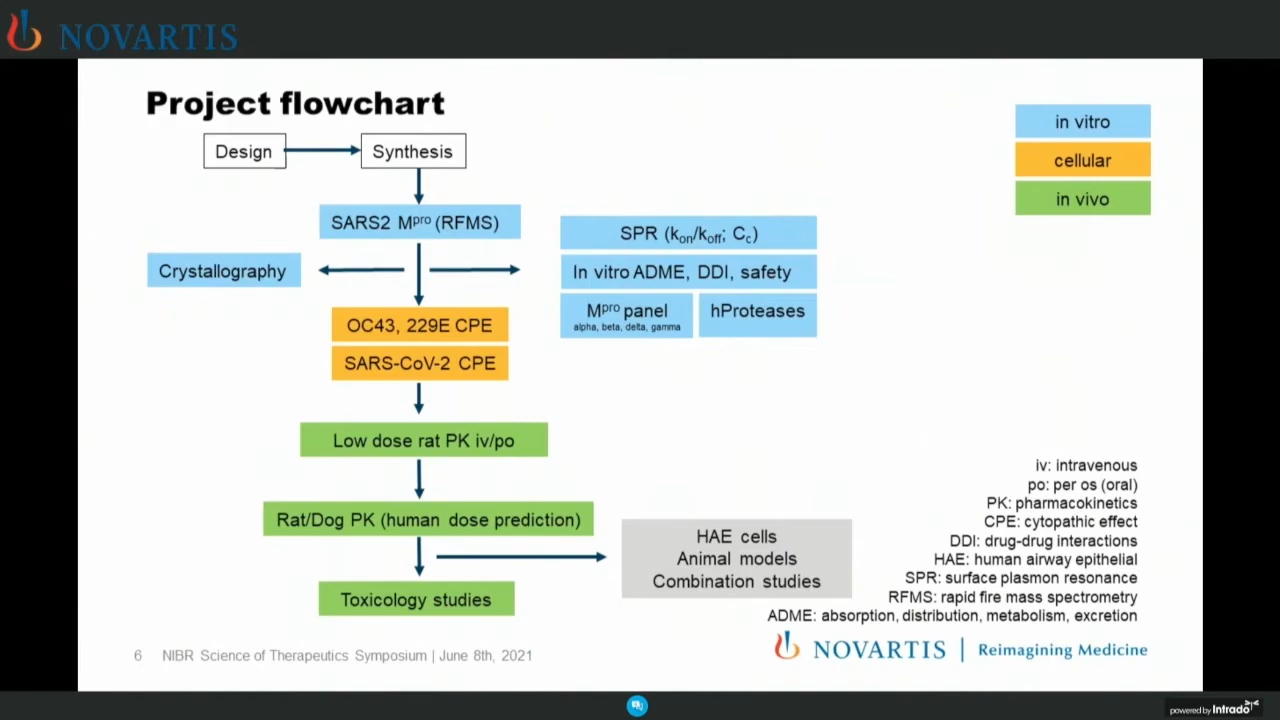 NOVARTIS
Project flowchart
Design
Synthesis
in vitro
cellular
in vivo
SARS2 Mpro (RFMS)
SPR (kon/koff; Cc)
Crystallography
In vitro ADME, DDI, safety
Mpro panel
alpha, beta, delta, gamma
hProteases
OC43, 229E CPE
SARS-CoV-2 CPE
Low dose rat PK iv/po
Rat/Dog PK (human dose prediction)
HAE cells
Animal models
Combination studies
Toxicology studies
iv: intravenous
po: per os (oral)
PK: pharmacokinetics
CPE: cytopathic effect
DDI: drug-drug interactions
HAE: human airway epithelial
SPR: surface plasmon resonance
RFMS: rapid fire mass spectrometry
ADME: absorption, distribution, metabolism, excretion
6 NIBR Science of Therapeutics Symposium | June 8th, 2021
NOVARTIS | Reimagining Medicine
powered by Intrado